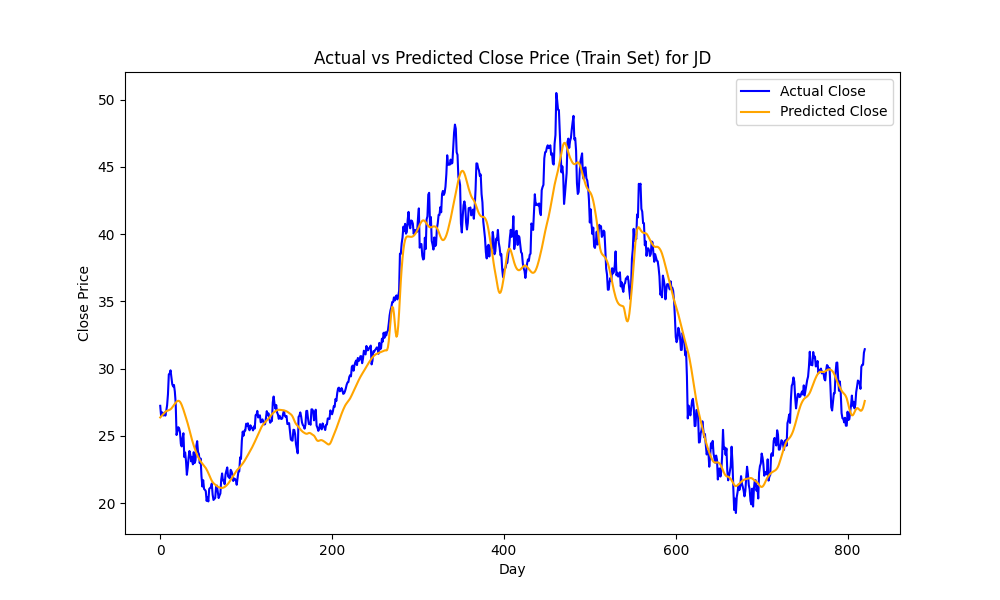 Actual vs Predicted Close Price (Train Set) for JD
Actual Close
Predicted Close
Close Price
50
45
40
35
30
25
20
0 200 400 600 800
Day